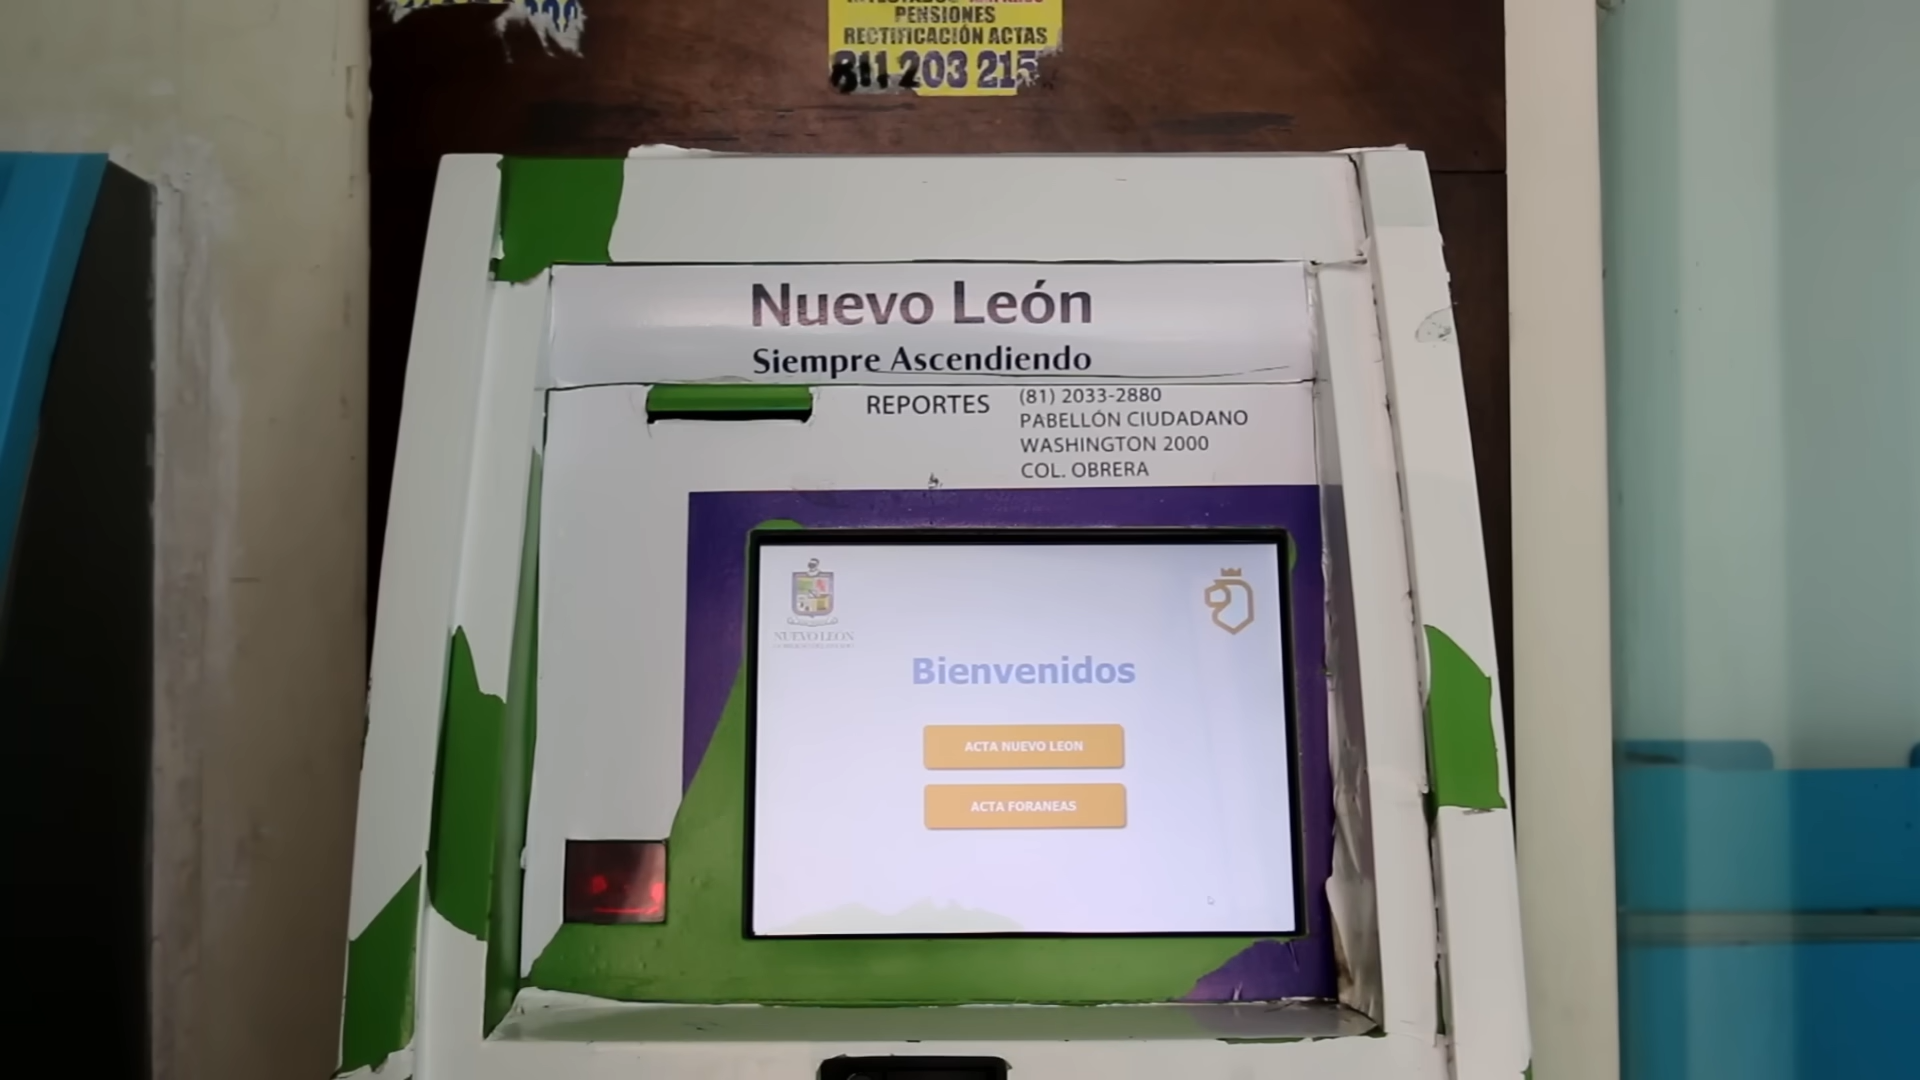 PENSIONES
RECTIFICACIÓN ACTAS
811 203 215
Nuevo León
Siempre Ascendiendo
REPORTES
(81) 2033-2880
PABELLÓN CIUDADANO
WASHINGTON 2000
COL. OBRERA
NUEVO LEÓN
Bienvenidos
ACTA NUEVO LEON
ACTA FORANEAS